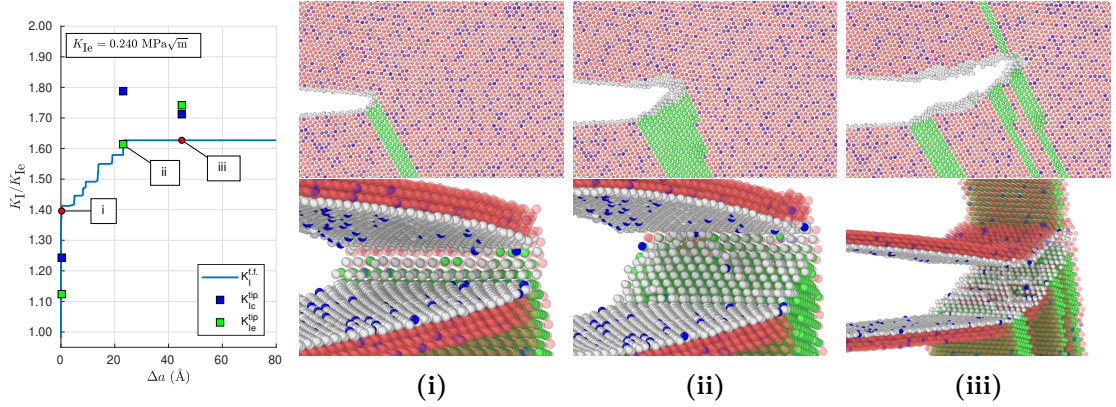 2.00
K_Ie = 0.240 MPa√m
1.90
1.80
1.70
1.60
1.50
1.40
1.30
1.20
1.10
1.00
K_I/K_Ie
ii
iii
i
K_I^f.f.
K_Ic^tip
K_Ie^tip
0
20
40
60
80
Δa (Å)
(i)
(ii)
(iii)